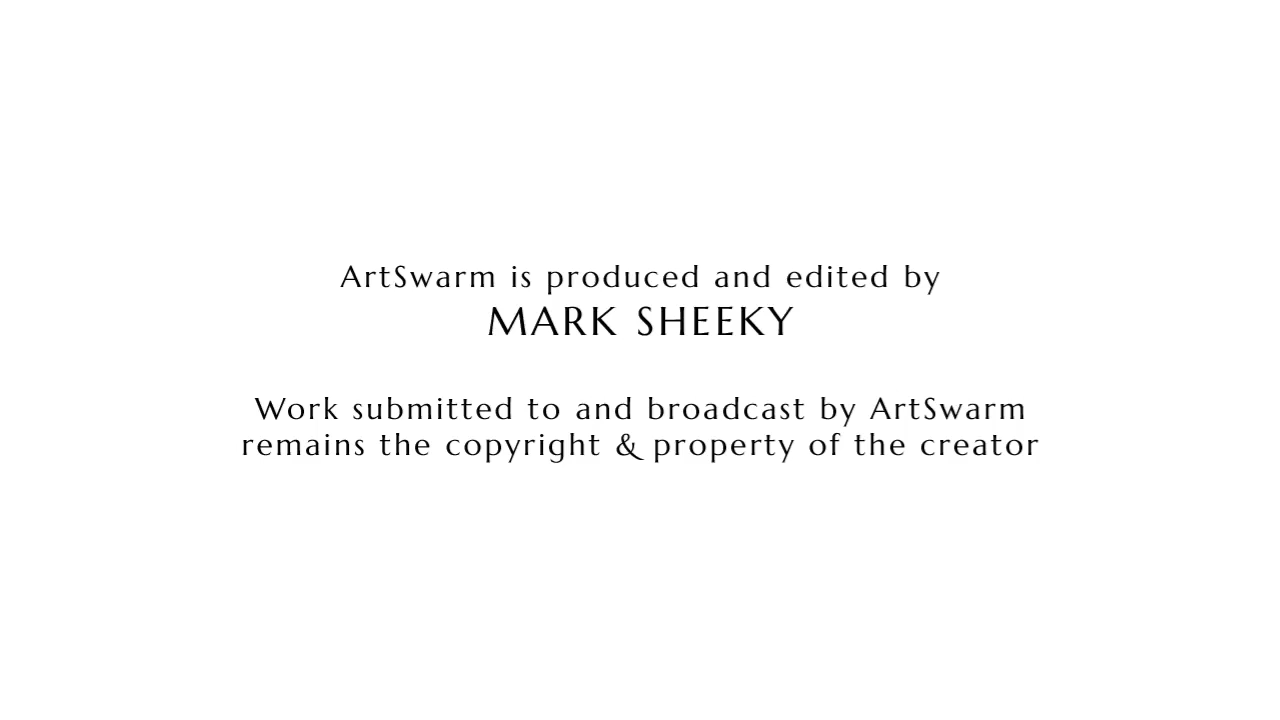 ArtSwarm is produced and edited by
MARK SHEEKY
Work submitted to and broadcast by ArtSwarm
remains the copyright & property of the creator